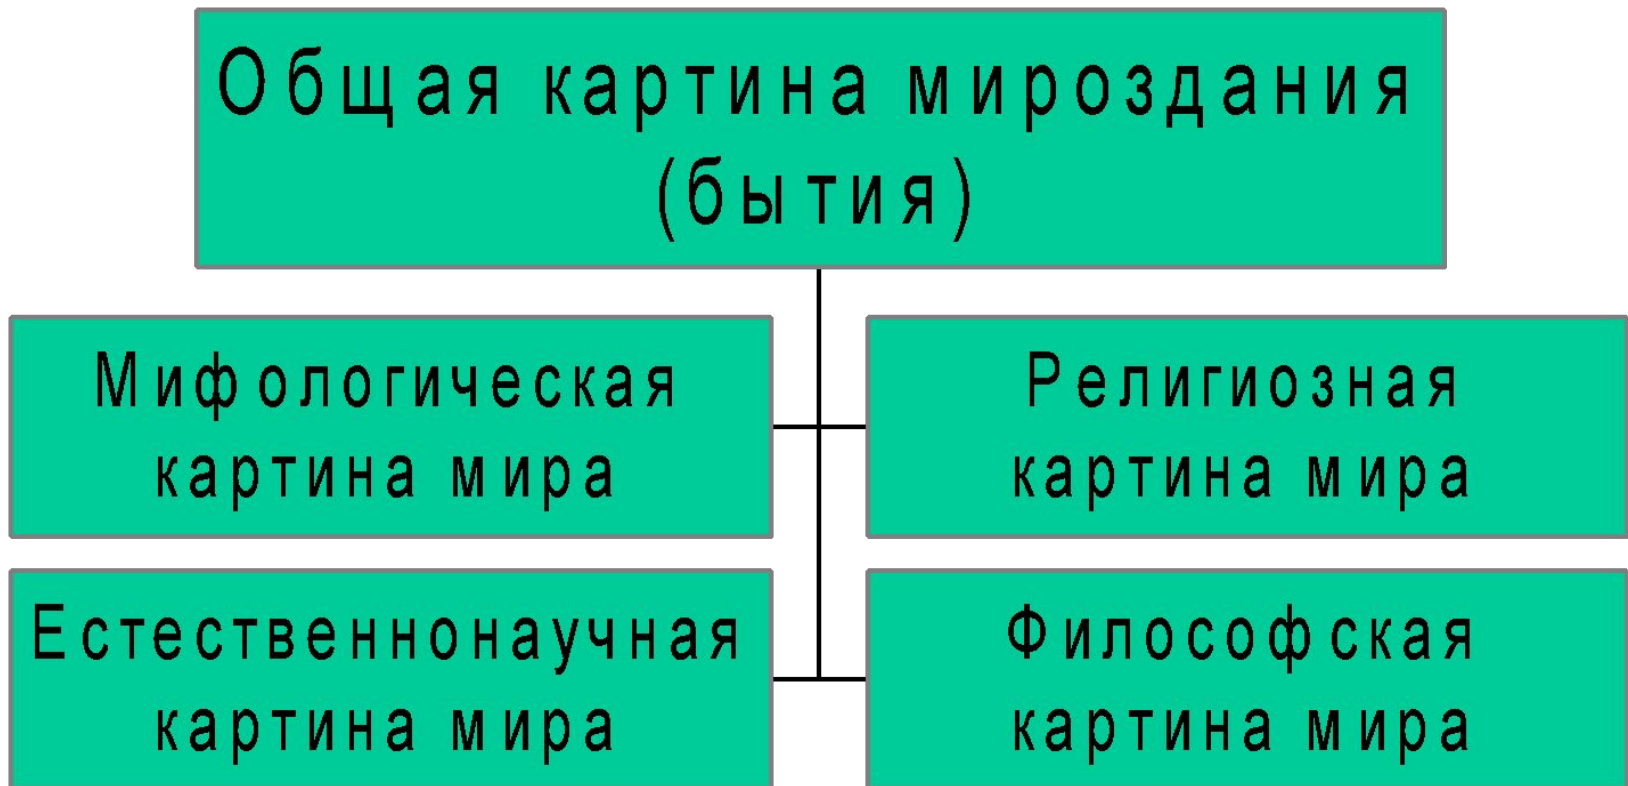 Общая картина мироздания
(бытия)
Мифологическая
картина мира
Религиозная
картина мира
Естественнонаучная
картина мира
Философская
картина мира